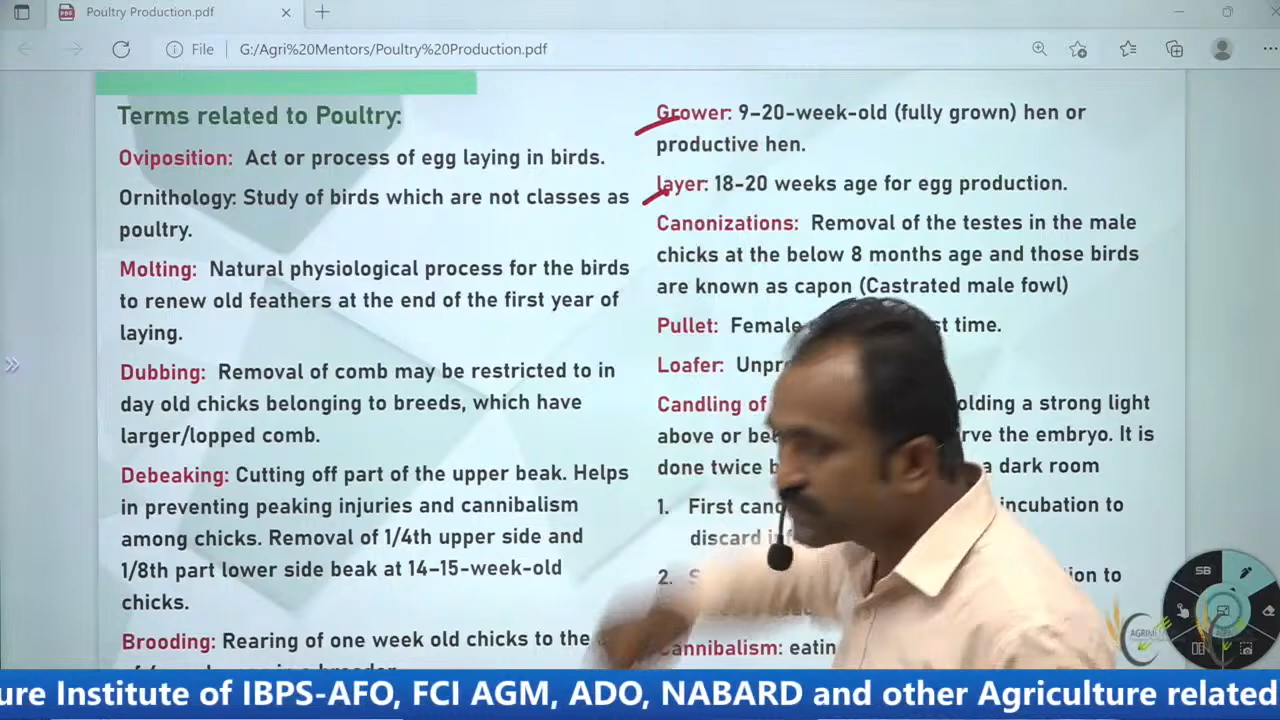 Poultry Production.pdf
File
G:/Agri%20Mentors/Poultry%20Production.pdf
Terms related to Poultry:
Oviposition: Act or process of egg laying in birds.
Ornithology: Study of birds which are not classes as
poultry.
Molting: Natural physiological process for the birds
to renew old feathers at the end of the first year of
laying.
Dubbing: Removal of comb may be restricted to in
day old chicks belonging to breeds, which have
larger/lopped comb.
Debeaking: Cutting off part of the upper beak. Helps
in preventing peaking injuries and cannibalism
among chicks. Removal of 1/4th upper side and
1/8th part lower side beak at 14-15-week-old
chicks.
Brooding: Rearing of one week old chicks to the
Grower: 9-20-week-old (fully grown) hen or
productive hen.
layer: 18-20 weeks age for egg production.
Canonizations: Removal of the testes in the male
chicks at the below 8 months age and those birds
are known as capon (Castrated male fowl)
Pullet: Female time.
Loafer:
Candling of a strong light
above or the embryo. It is
done twice a dark room
1. First incubation to
discard
2. to
Cannibalism:
SB
ure Institute of IBPS-AFO, FCI AGM, ADO, NABARD and other Agriculture related